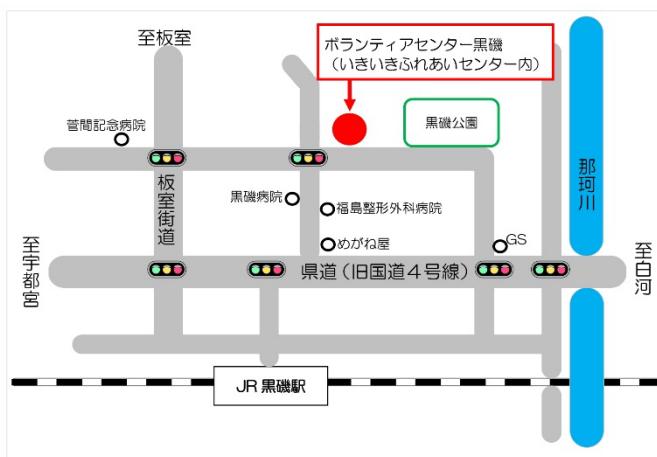 至板室
ボランティアセンター黒磯
（いきいきふれあいセンター内）
菅間記念病院
黒磯公園
板室街道
黒磯病院
福島整形外科病院
めがね屋
GS
那珂川
至宇都宮
県道（旧国道４号線）
至白河
JR 黒磯駅